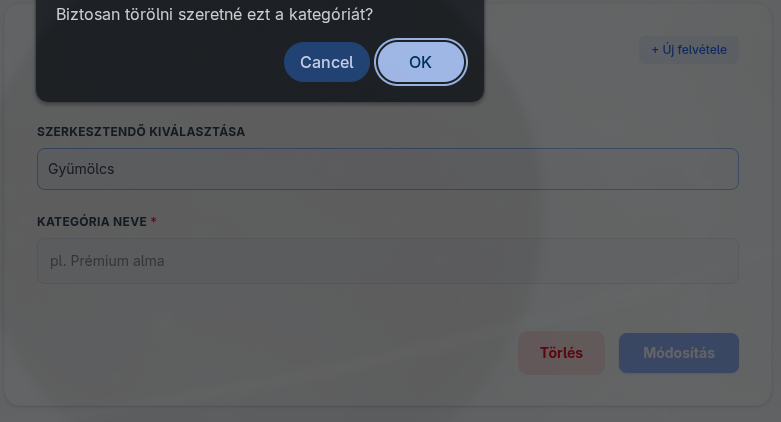 Biztosan törölni szeretné ezt a kategóriát?
Cancel
OK
+ Új felvétele
SZERKESZTENDŐ KIVÁLASZTÁSA
Gyümölcs
KATEGÓRIA NEVE *
pl. Prémium alma
Törlés
Módosítás